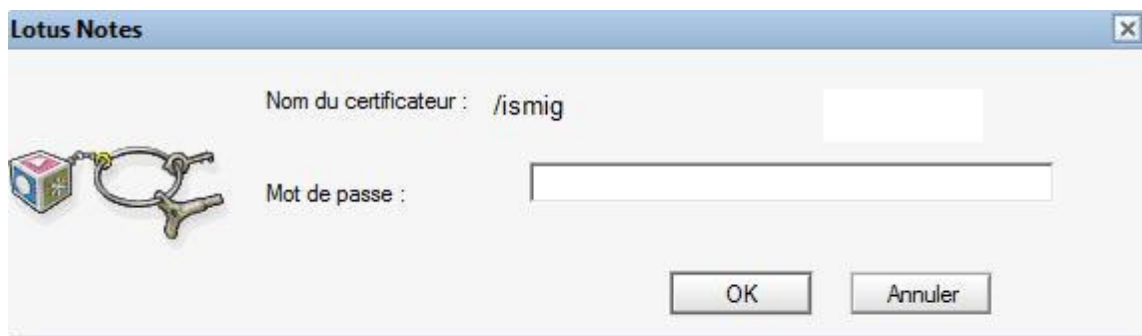 Lotus Notes
Nom du certificateur : /ismig
Mot de passe :
OK Annuler